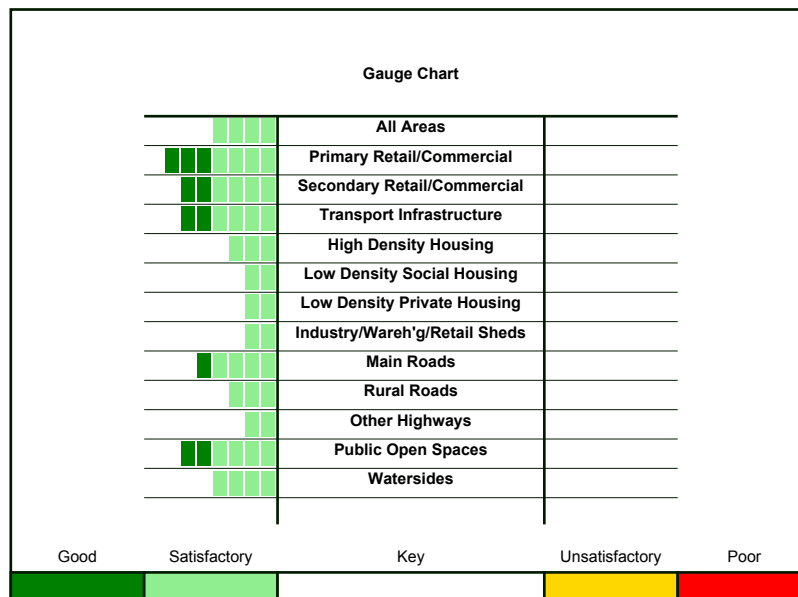 Gauge Chart
All Areas
Primary Retail/Commercial
Secondary Retail/Commercial
Transport Infrastructure
High Density Housing
Low Density Social Housing
Low Density Private Housing
Industry/Wareh'g/Retail Sheds
Main Roads
Rural Roads
Other Highways
Public Open Spaces
Watersides
Good Satisfactory Key Unsatisfactory Poor